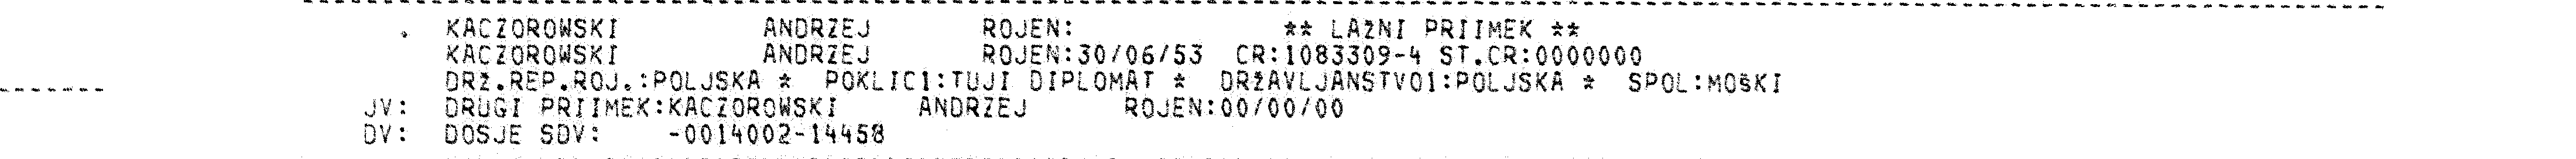 . KACZOROWSKI ANDRZEJ ROJEN: ** LAŽNI PRIIMEK **
KACZOROWSKI ANDRZEJ ROJEN:30/06/53 CR:1083309-4 ST.CR:0000000
DRŽ.REP.ROJ.:POLJSKA * POKLIC1:TUJI DIPLOMAT * DRŽAVLJANSTVO1:POLJSKA * SPOL:MOŠKI
JV: DRUGI PRIIMEK:KACZOROWSKI ANDRZEJ ROJEN:00/00/00
DV: DOSJE SDV: -0014002-14458